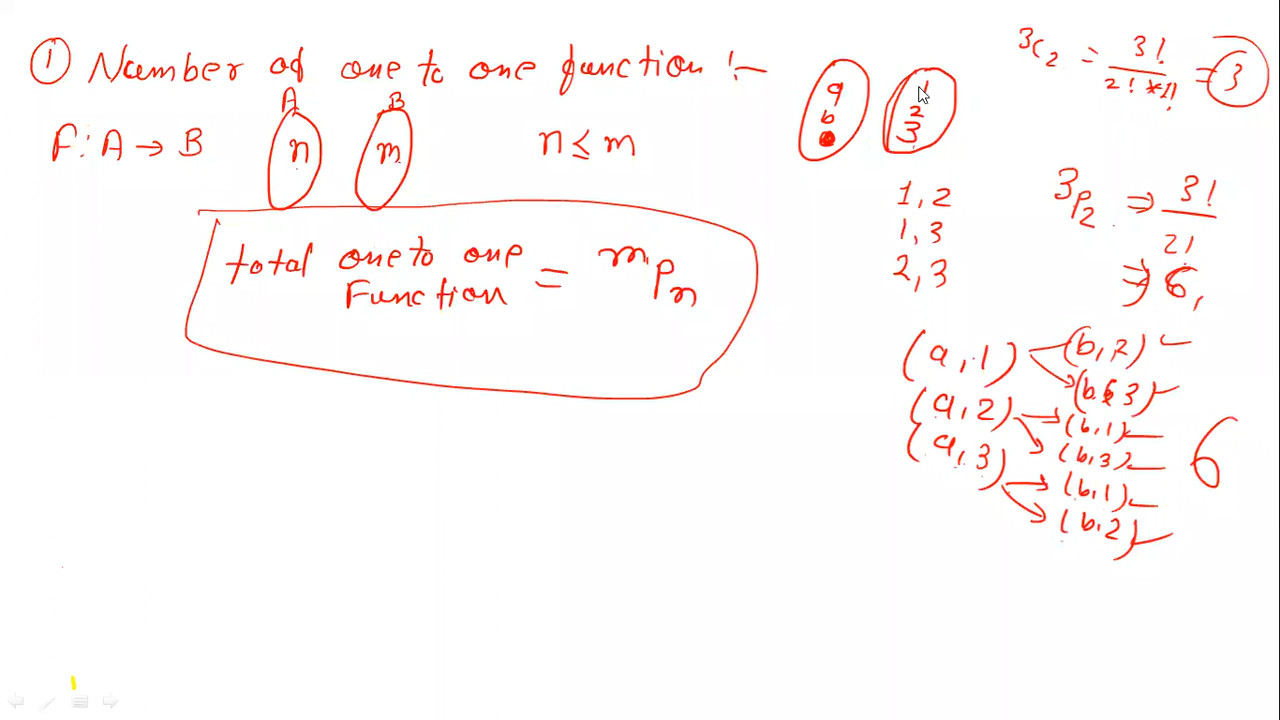 ① Number of one to one function :-
A B
F: A → B n m n ≤ m
total one to one
Function = ᵐPₙ
a 1
b 2
3
³C₂ = 3! / 2! * 1! = 3
1, 2
1, 3
2, 3
³P₂ ⇒ 3! / 2!
⇒ 6,
(a, 1) (b, 2)
(b, 3)
(a, 2) → (b, 1)
(b, 3)
(a, 3) → (b, 1)
(b, 2)
6